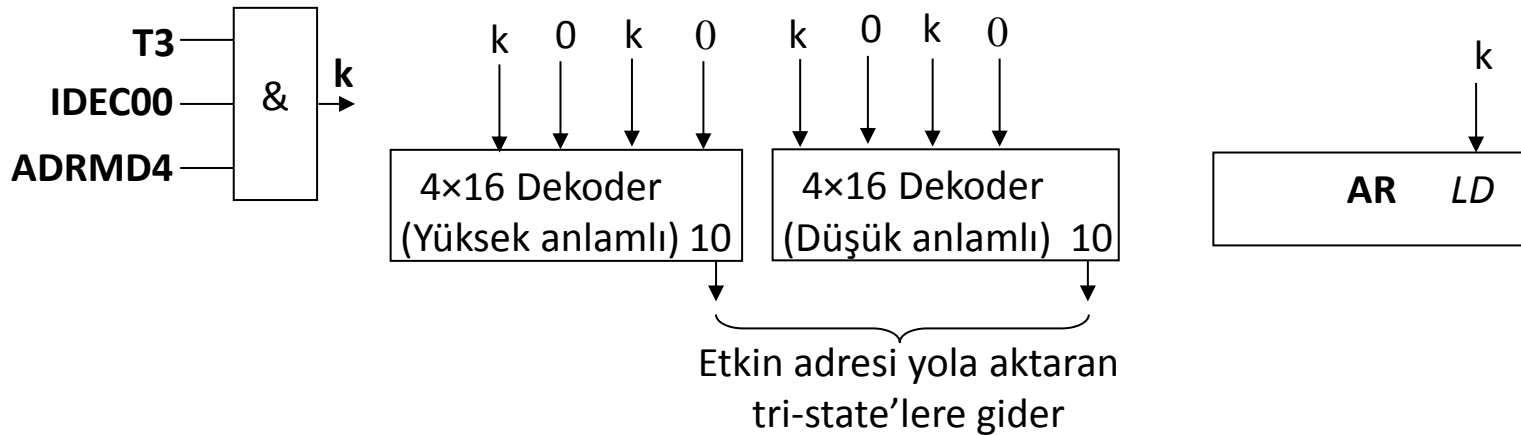 T3
IDEC00
ADRMD4
&
k
k 0 k 0
k 0 k 0
k
4×16 Dekoder
(Yüksek anlamlı) 10
4×16 Dekoder
(Düşük anlamlı) 10
AR LD
Etkin adresi yola aktaran
tri-state’lere gider